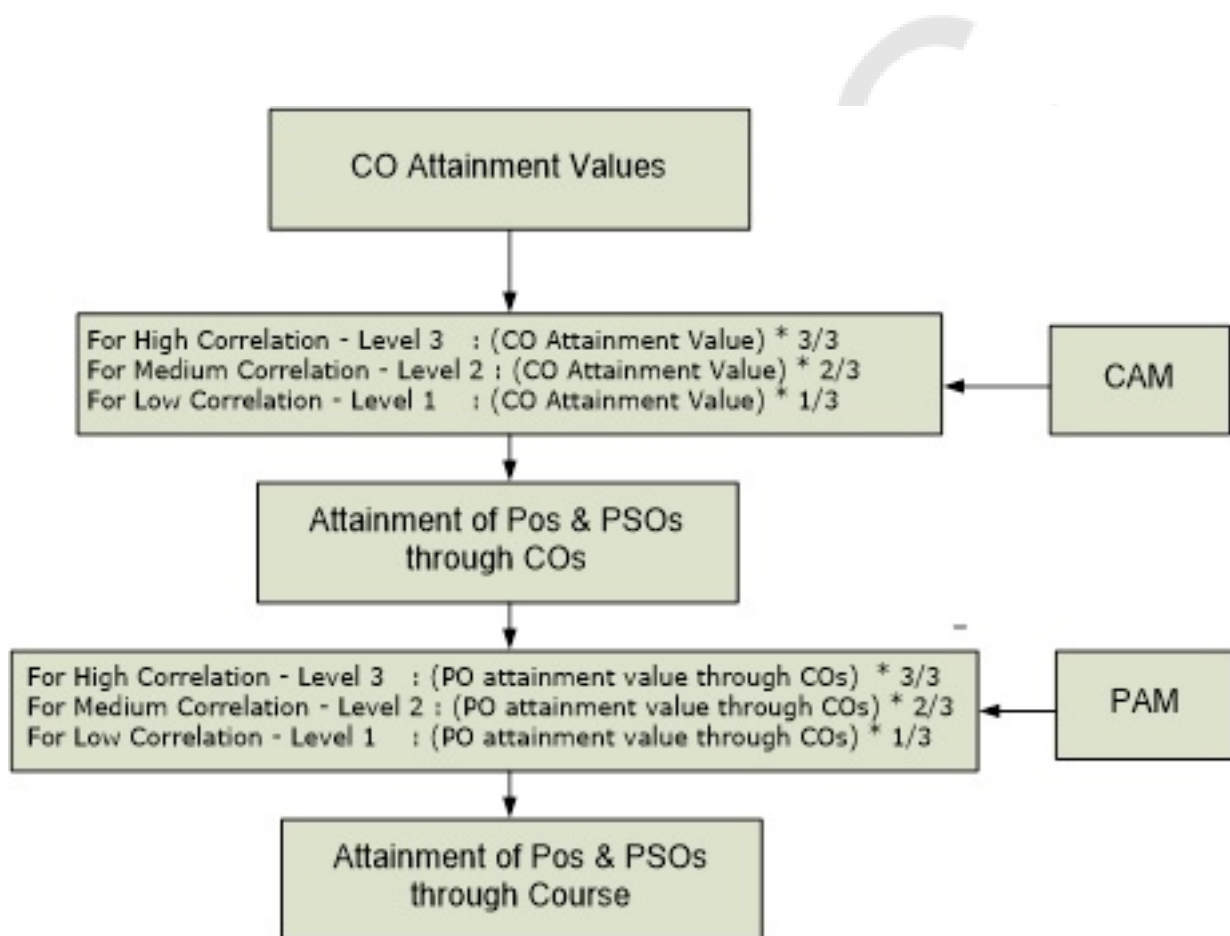 CO Attainment Values
For High Correlation - Level 3 : (CO Attainment Value) * 3/3
For Medium Correlation - Level 2 : (CO Attainment Value) * 2/3
For Low Correlation - Level 1 : (CO Attainment Value) * 1/3
CAM
Attainment of Pos & PSOs
through COs
For High Correlation - Level 3 : (PO attainment value through COs) * 3/3
For Medium Correlation - Level 2 : (PO attainment value through COs) * 2/3
For Low Correlation - Level 1 : (PO attainment value through COs) * 1/3
PAM
Attainment of Pos & PSOs
through Course